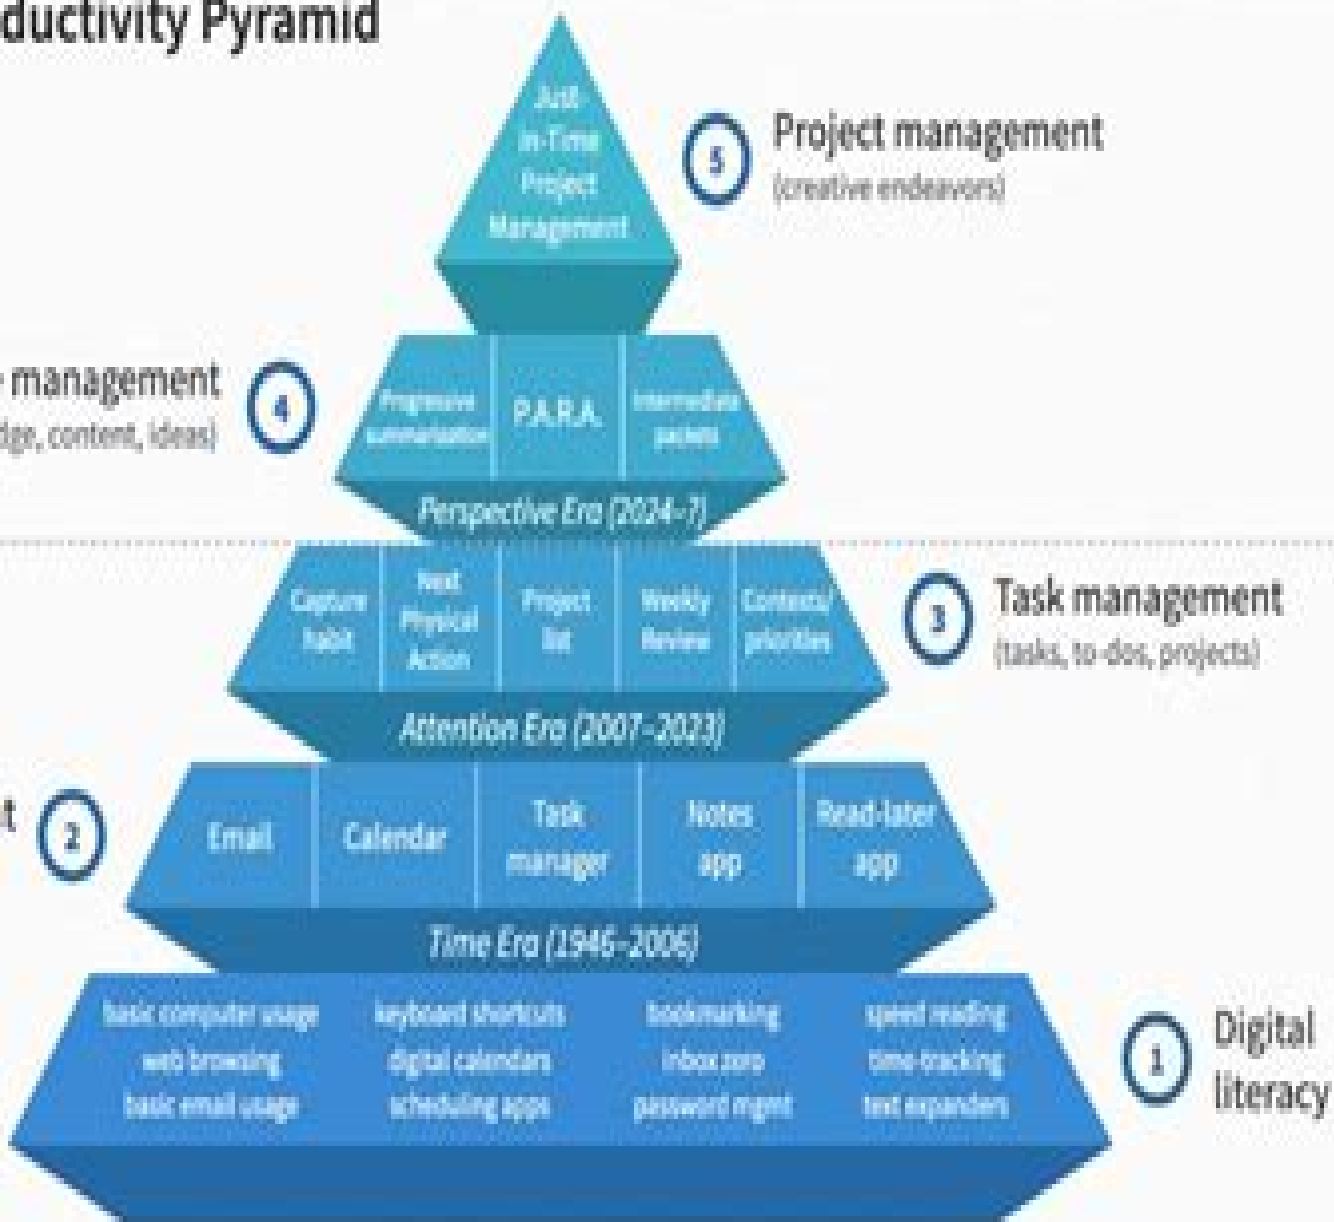 ductivity Pyramid
Just-
in-Time
Project
Management
5
Project management
(creative endeavors)
management
dge, content, ideas)
4
Progressive
summarization
P.A.R.A.
Intermediate
packets
Perspective Era (2024–?)
Capture
habit
Next
Physical
Action
Project
list
Weekly
Review
Contexts/
priorities
3
Task management
(tasks, to-dos, projects)
Attention Era (2007–2023)
t
2
Email
Calendar
Task
manager
Notes
app
Read-later
app
Time Era (1946–2006)
basic computer usage
web browsing
basic email usage
keyboard shortcuts
digital calendars
scheduling apps
bookmarking
inbox zero
password mgmt
speed reading
time-tracking
text expanders
1
Digital
literacy